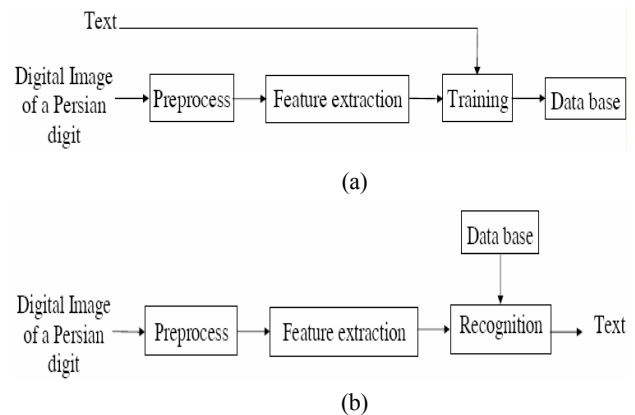 Text
Digital Image
of a Persian
digit
Preprocess
Feature extraction
Training
Data base
(a)
Data base
Digital Image
of a Persian
digit
Preprocess
Feature extraction
Recognition
Text
(b)